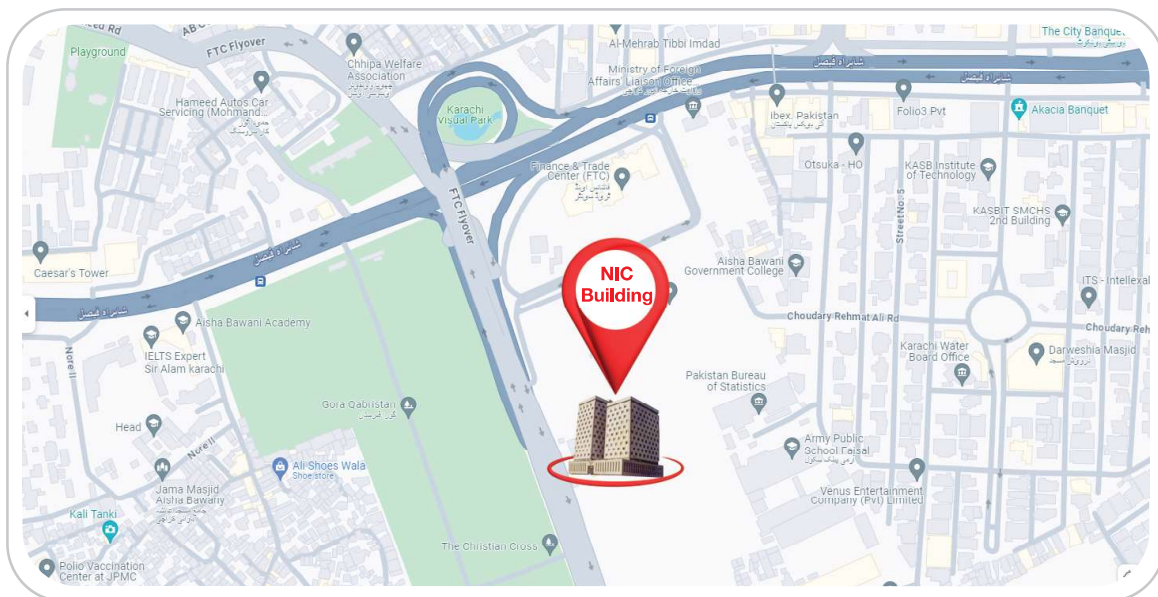 FTC Flyover
Playground
Chhipa Welfare
Association
Hameed Autos Car
Servicing (Mohmand...
Karachi
Visual Park
Al-Mehrab Tibbi Imdad
Ministry of Foreign
Affairs Liaison Office
The City Banquet
شاہراہ فیصل
شاہراہ فیصل
ibex. Pakistan
Folio3 Pvt
Akacia Banquet
Otsuka - HO
KASB Institute
of Technology
Finance & Trade
Center (FTC)
Street No. 5
KASBIT SMCHS
2nd Building
FTC Flyover
شاہراہ فیصل
Caesar's Tower
شاہراہ فیصل
NIC
Building
Aisha Bawani
Government College
ITS - Intellexal
Choudary Rehmat Ali Rd
Choudary Reh
Aisha Bawani Academy
IELTS Expert
Sir Alam karachi
Karachi Water
Board Office
Darweshia Masjid
Pakistan Bureau
of Statistics
Gora Qabristan
گورا قبرستان
Head
Army Public
School Faisal
Ali Shoes Wala
Shoe store
Jama Masjid
Aisha Bawany
Venus Entertainment
Company (Pvt) Limited
Kali Tanki
The Christian Cross
Polio Vaccination
Center at JPMC